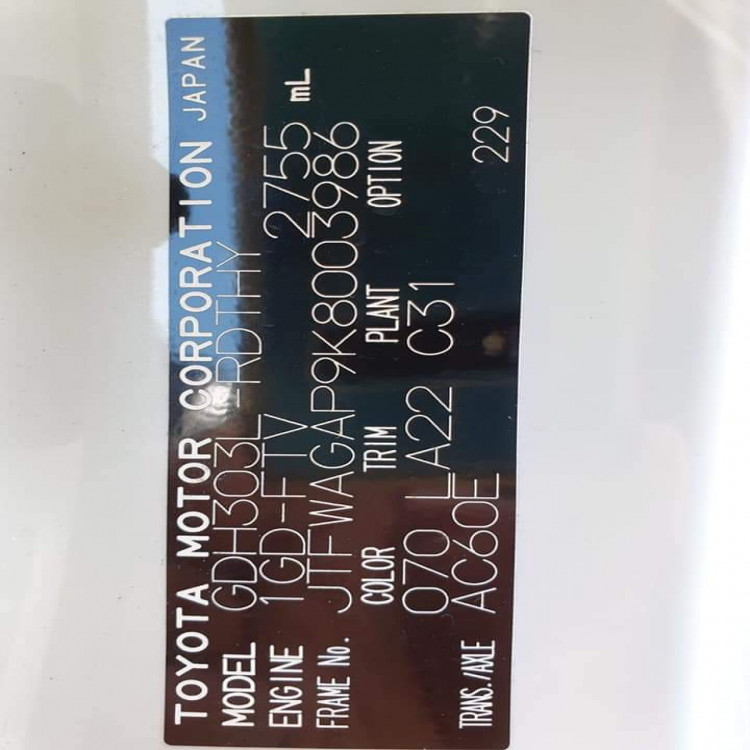 TOYOTA MOTOR CORPORATION JAPAN
MODEL GDH303L -RDTHY
ENGINE 1GD-FTV 2755 mL
FRAME No. JTFWAGAP9K8003986
COLOR TRIM PLANT OPTION
070 LA22 C31
TRANS./AXLE AC60E 229